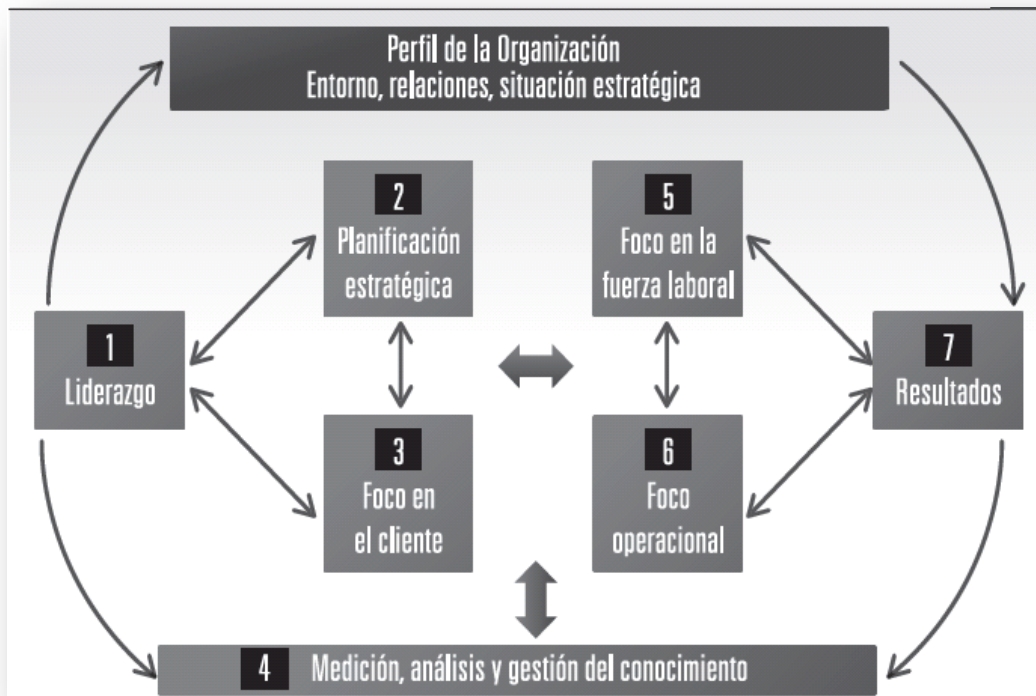 Perfil de la Organización
Entorno, relaciones, situación estratégica
1
Liderazgo
2
Planificación
estratégica
3
Foco en
el cliente
5
Foco en la
fuerza laboral
6
Foco
operacional
7
Resultados
4 Medición, análisis y gestión del conocimiento